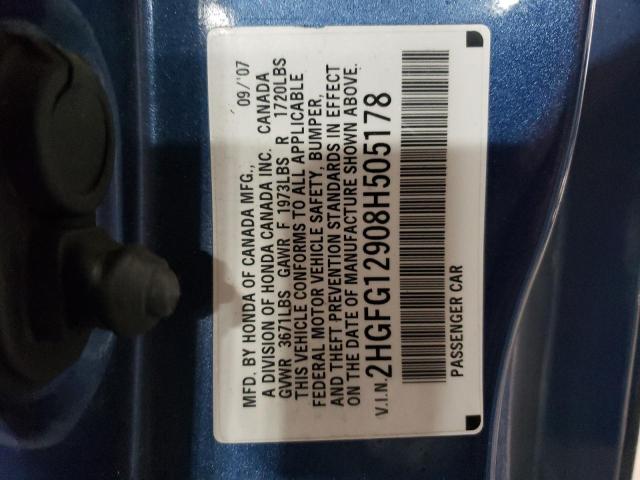 MFD. BY HONDA OF CANADA MFG., 09/'07
A DIVISION OF HONDA CANADA INC. CANADA
GVWR 3671LBS GAWR F 1973LBS R 1720LBS
THIS VEHICLE CONFORMS TO ALL APPLICABLE
FEDERAL MOTOR VEHICLE SAFETY, BUMPER,
AND THEFT PREVENTION STANDARDS IN EFFECT
ON THE DATE OF MANUFACTURE SHOWN ABOVE.
V.I.N. 2HGFG12908H505178
PASSENGER CAR